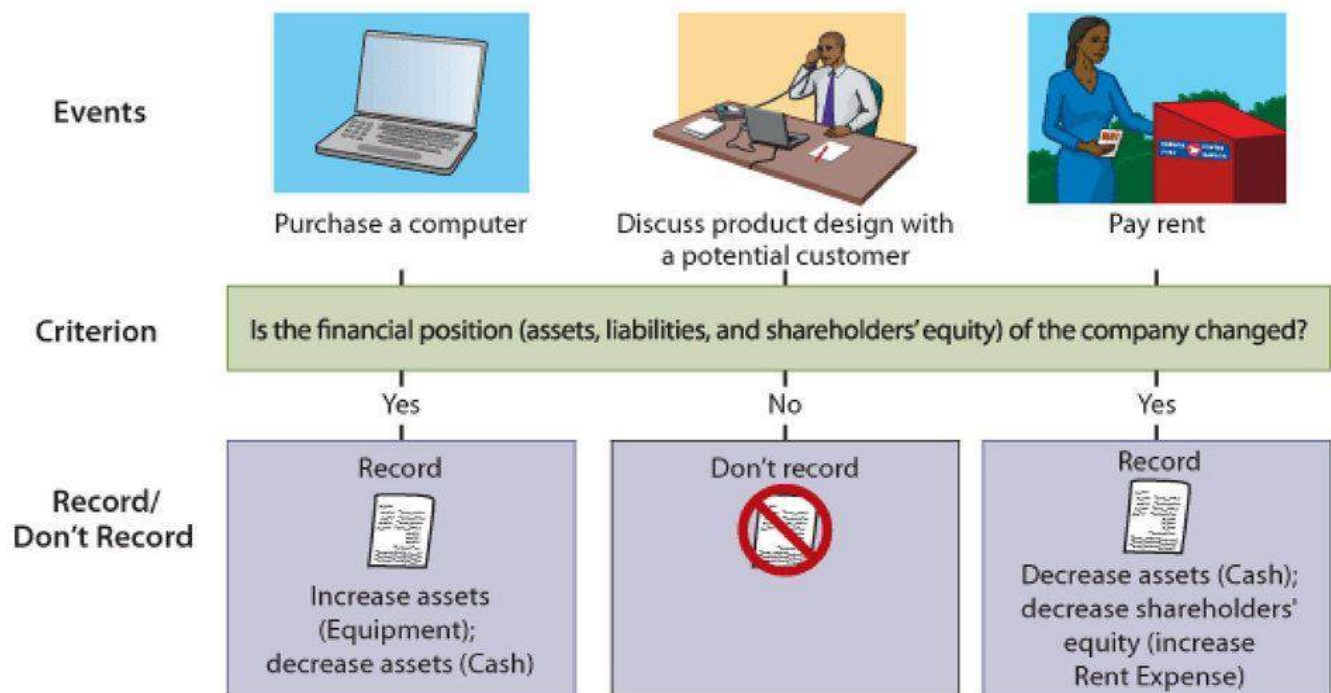 Events
Purchase a computer
Discuss product design with
a potential customer
Pay rent
Criterion
Is the financial position (assets, liabilities, and shareholders' equity) of the company changed?
Yes
No
Yes
Record/
Don't Record
Record
Increase assets
(Equipment);
decrease assets (Cash)
Don't record
Record
Decrease assets (Cash);
decrease shareholders'
equity (increase
Rent Expense)